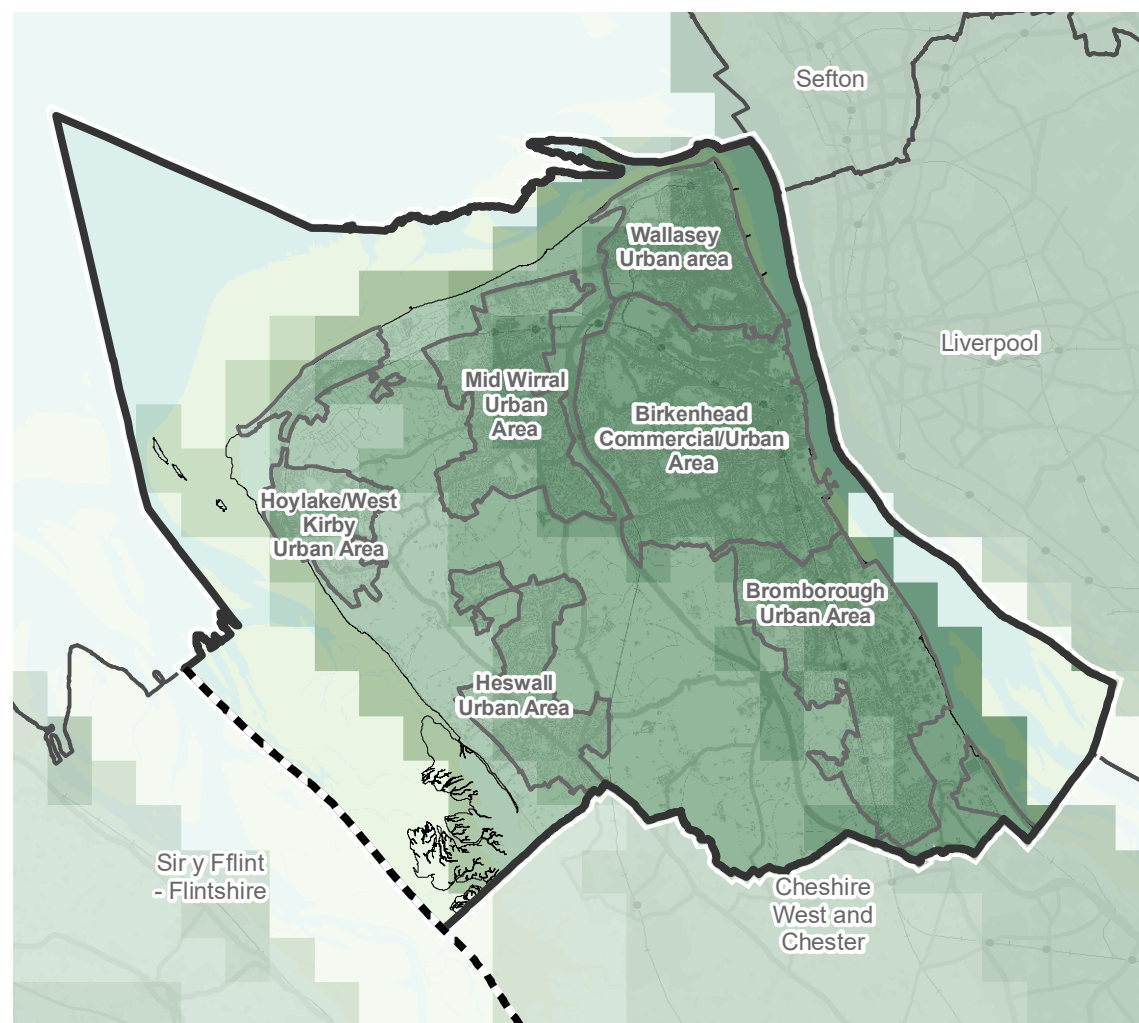 Sefton
Wallasey
Urban area
Liverpool
Mid Wirral
Urban
Area
Birkenhead
Commercial/Urban
Area
Hoylake/West
Kirby
Urban Area
Bromborough
Urban Area
Heswall
Urban Area
Sir y Fflint
- Flintshire
Cheshire
West and
Chester